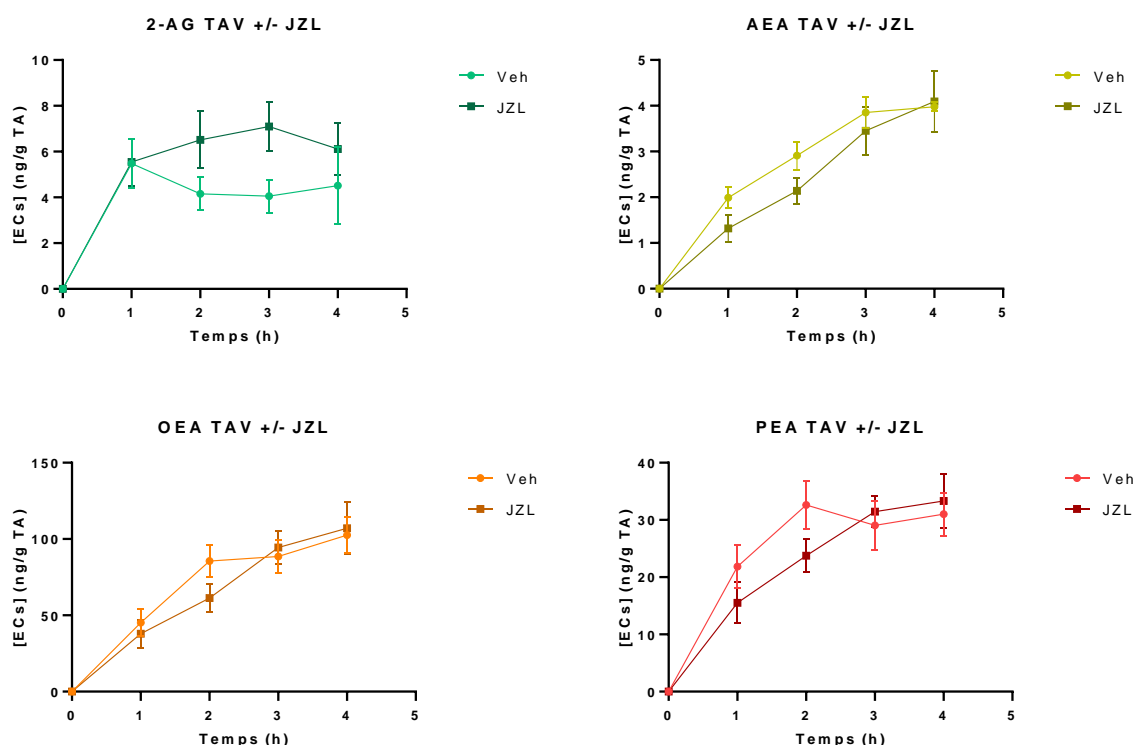 2-AG TAV +/- JZL
[ECs] (ng/g TA)
10
8
6
4
2
0
0 1 2 3 4 5
Temps (h)
Veh
JZL
AEA TAV +/- JZL
[ECs] (ng/g TA)
5
4
3
2
1
0
0 1 2 3 4 5
Temps (h)
Veh
JZL
OEA TAV +/- JZL
[ECs] (ng/g TA)
150
100
50
0
0 1 2 3 4 5
Temps (h)
Veh
JZL
PEA TAV +/- JZL
[ECs] (ng/g TA)
40
30
20
10
0
0 1 2 3 4 5
Temps (h)
Veh
JZL